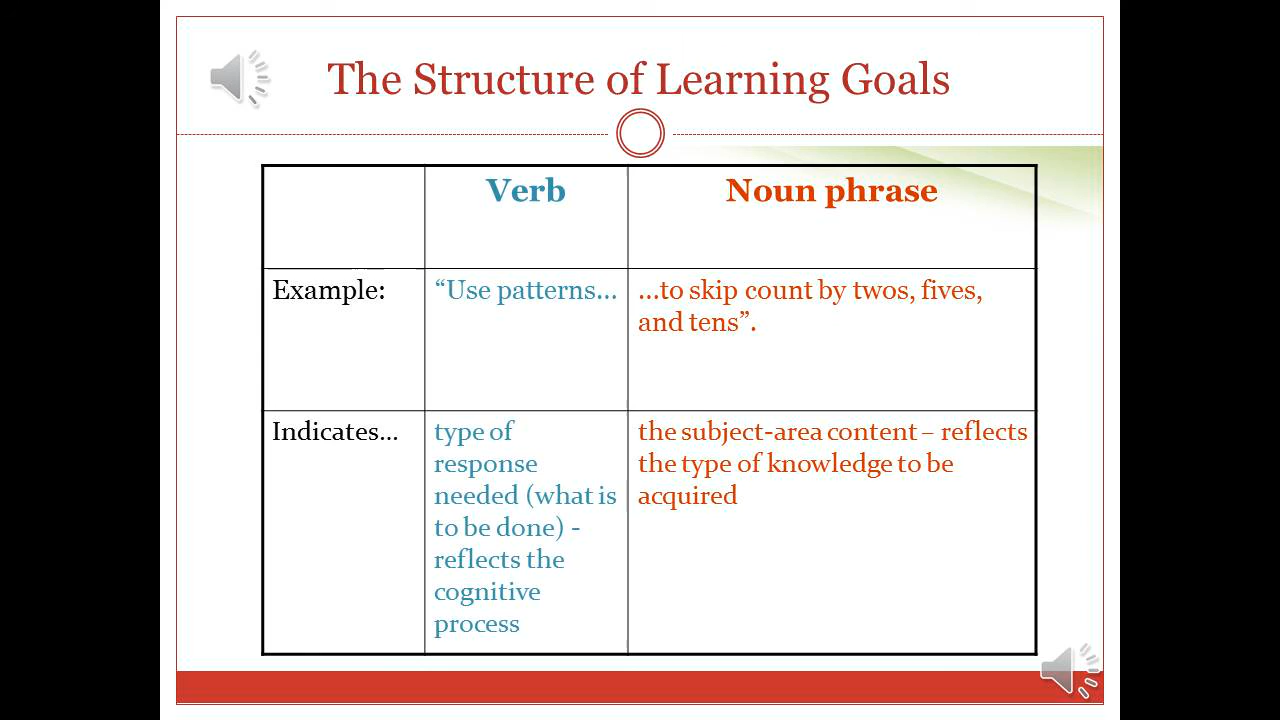 The Structure of Learning Goals
Verb
Noun phrase
Example:
“Use patterns...
...to skip count by twos, fives,
and tens”.
Indicates...
type of
response
needed (what is
to be done) -
reflects the
cognitive
process
the subject-area content – reflects
the type of knowledge to be
acquired